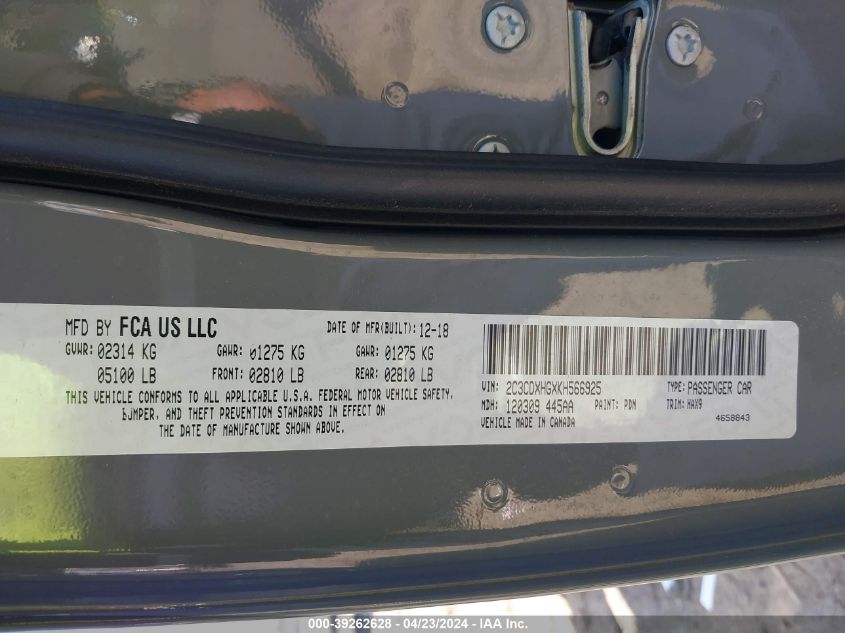 MFD BY FCA US LLC
DATE OF MFR(BUILT): 12-18
GVWR: 02314 KG GAWR: 01275 KG GAWR: 01275 KG
05100 LB FRONT: 02810 LB REAR: 02810 LB
THIS VEHICLE CONFORMS TO ALL APPLICABLE U.S.A. FEDERAL MOTOR VEHICLE SAFETY,
BUMPER, AND THEFT PREVENTION STANDARDS IN EFFECT ON
THE DATE OF MANUFACTURE SHOWN ABOVE.
VIN: 2C3CDXHGXKH566925 TYPE: PASSENGER CAR
MDH: 120309 445AA PAINT: PDN TRIM: HAX9
VEHICLE MADE IN CANADA 4658843
000-39262628 - 04/23/2024 - IAA Inc.